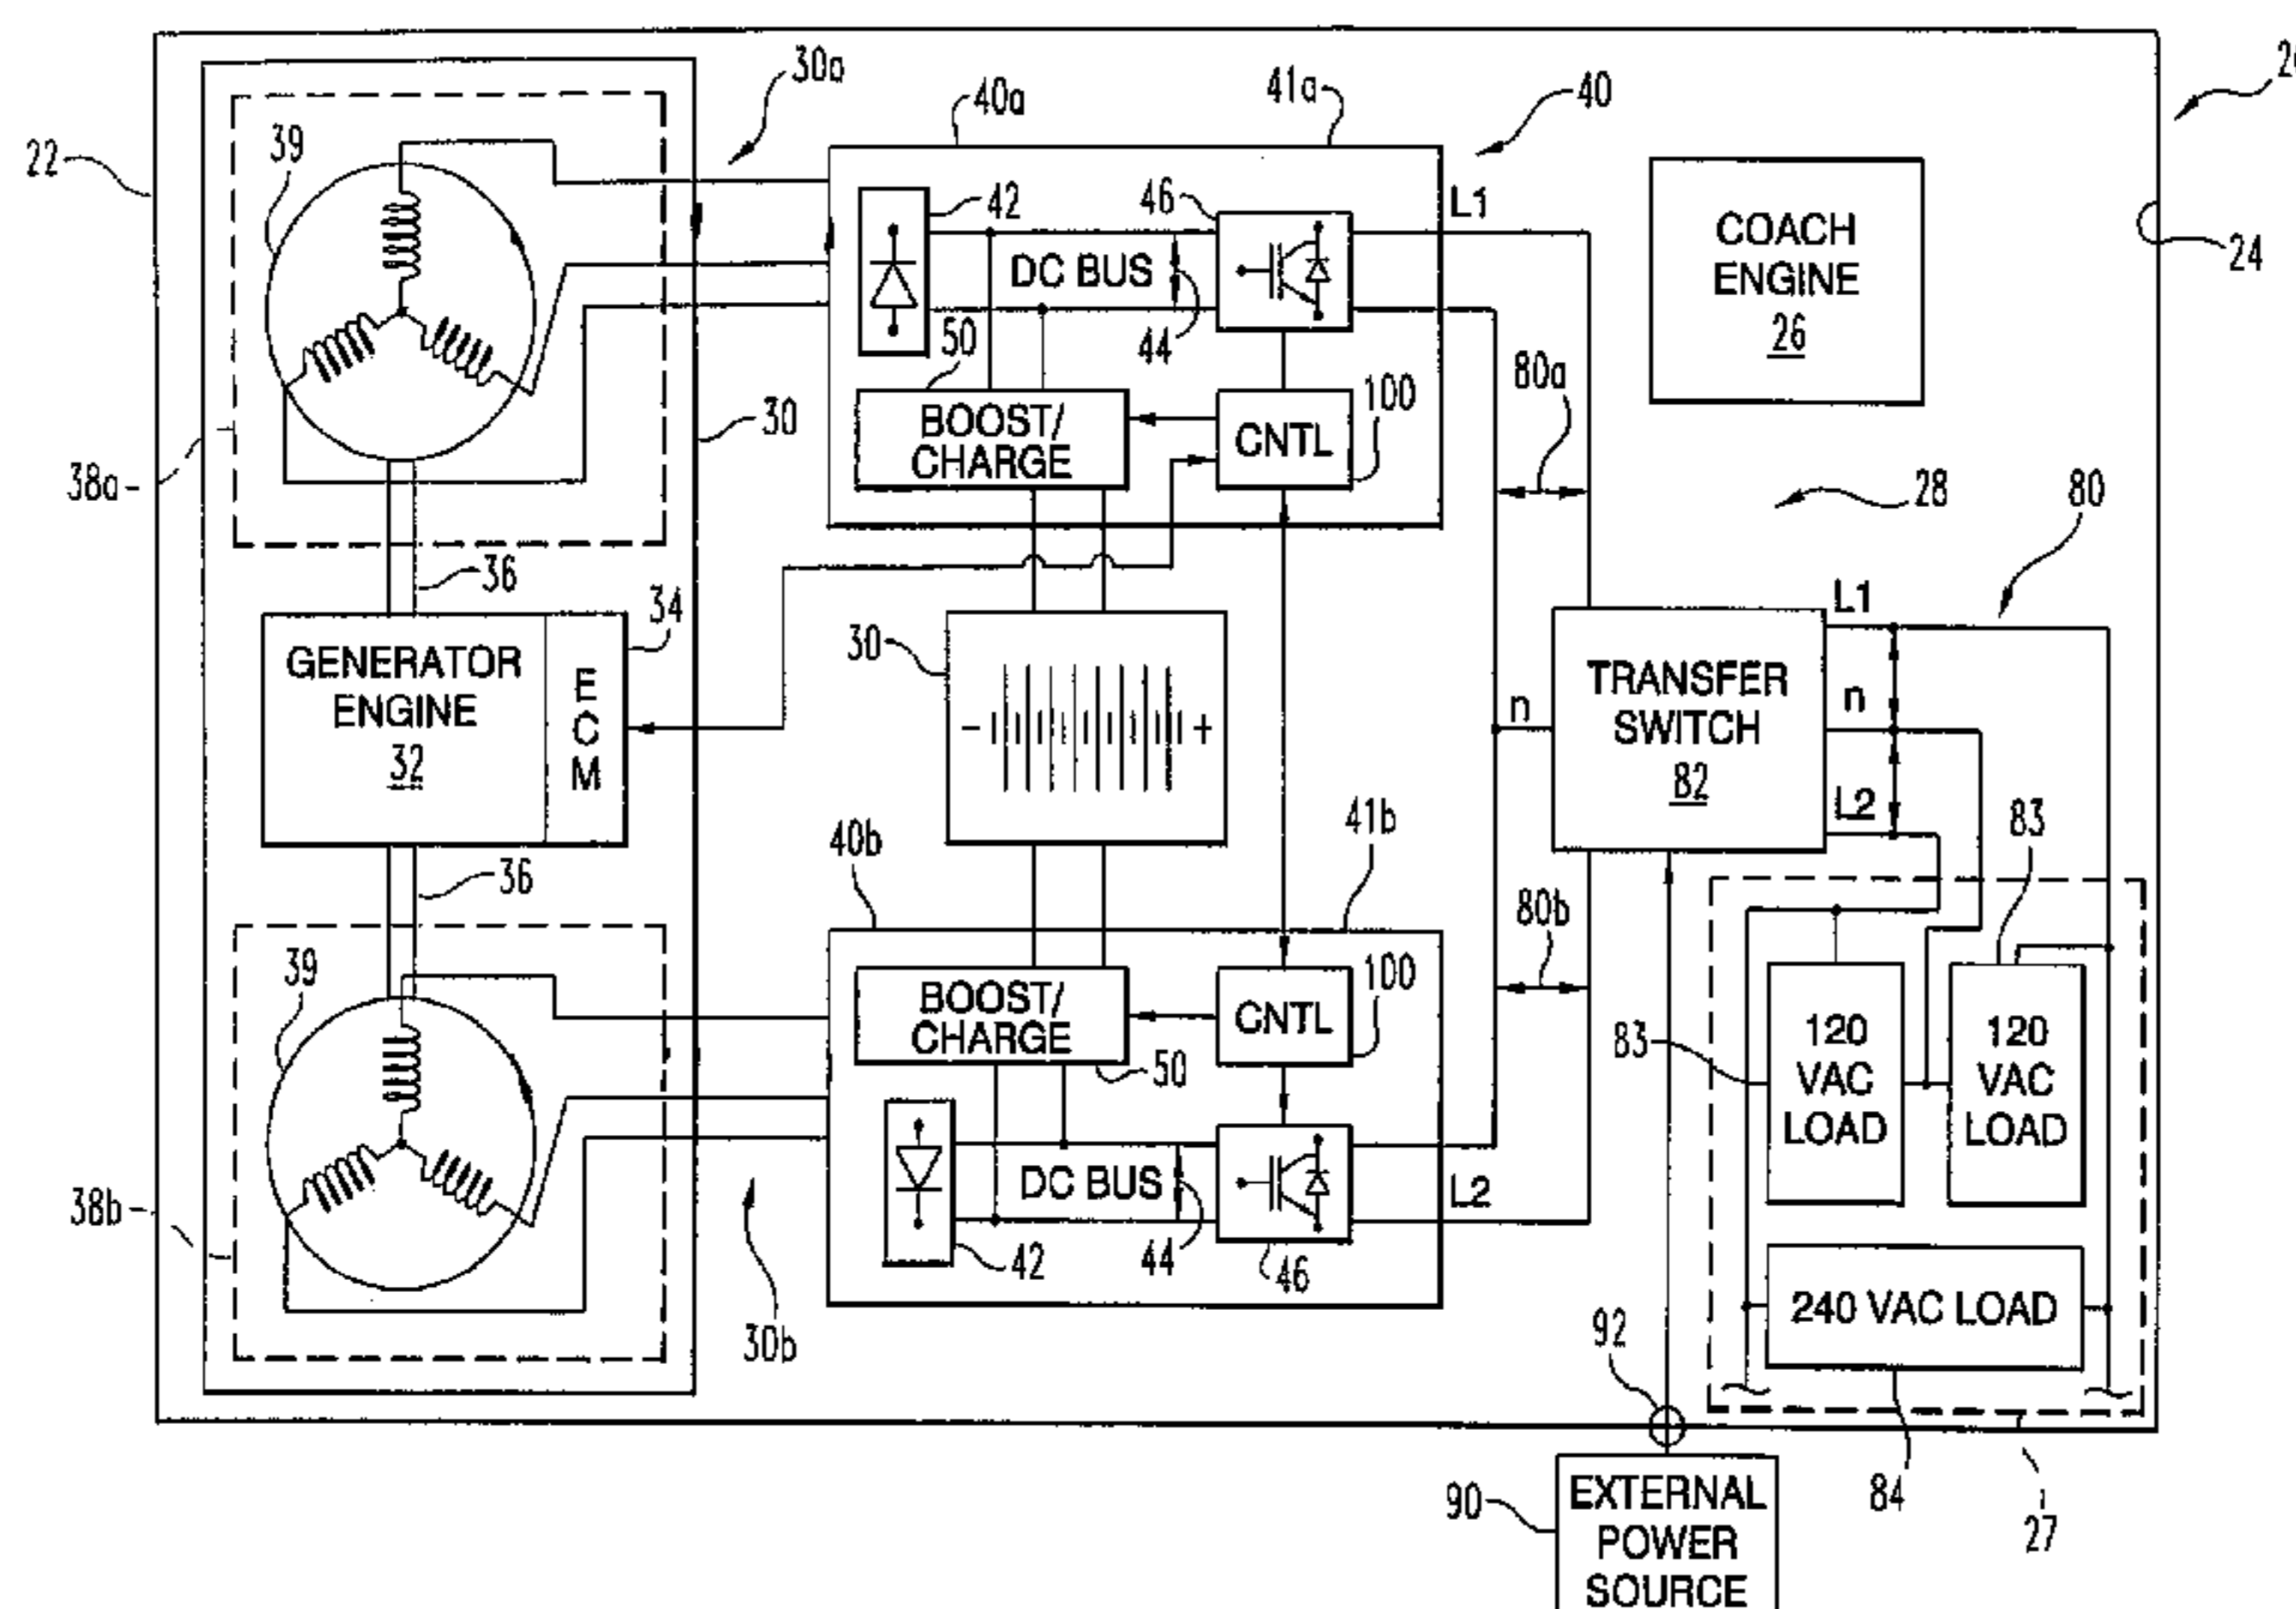 30a
40a
41a
40
22
39
42
46
L1
COACH
ENGINE
26
24
DC BUS
44
50
80a
100
BOOST/
CHARGE
CNTL
30
38a
28
80
36
34
L1
GENERATOR
ENGINE
32
E
C
M
30
- +
n
TRANSFER
SWITCH
82
n
L2
36
40b
41b
83
80b
39
BOOST/
CHARGE
CNTL
100
83
120
VAC
LOAD
120
VAC
LOAD
50
38b
DC BUS
44
L2
42
46
30b
240 VAC LOAD
92
84
27
90
EXTERNAL
POWER
SOURCE